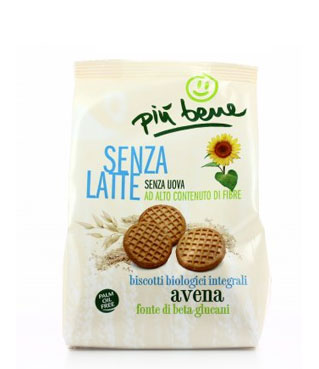 più bene
SENZA
LATTE
SENZA UOVA
AD ALTO CONTENUTO DI FIBRE
biscotti biologici integrali
avena
fonte di beta glucani
PALM
OIL
FREE